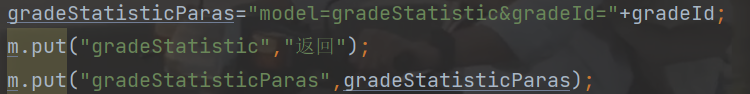 gradeStatisticParas="model=gradeStatistic&gradeId="+gradeId;
m.put("gradeStatistic","返回");
m.put("gradeStatisticParas",gradeStatisticParas);